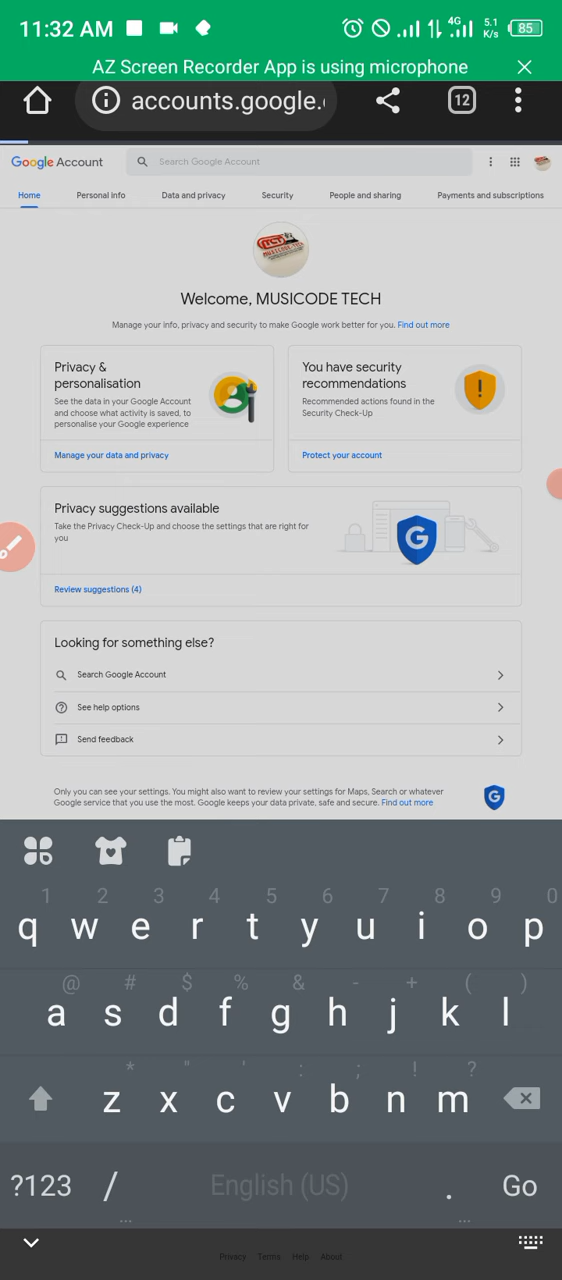 11:32 AM
4G 5.1 K/s 85
AZ Screen Recorder App is using microphone
accounts.google.
12
Google Account
Search Google Account
Home Personal info Data and privacy Security People and sharing Payments and subscriptions
Welcome, MUSICODE TECH
Manage your info, privacy and security to make Google work better for you. Find out more
Privacy &
personalisation
See the data in your Google Account
and choose what activity is saved, to
personalise your Google experience
Manage your data and privacy
You have security
recommendations
Recommended actions found in the
Security Check-Up
Protect your account
Privacy suggestions available
Take the Privacy Check-Up and choose the settings that are right for
you
Review suggestions (4)
Looking for something else?
Search Google Account
See help options
Send feedback
Only you can see your settings. You might also want to review your settings for Maps, Search or whatever
Google service that you use the most. Google keeps your data private, safe and secure. Find out more
1 2 3 4 5 6 7 8 9 0
q w e r t y u i o p
@ # $ % & - + ( )
a s d f g h j k l
* " ' : ; ! ?
z x c v b n m
?123 / English (US) . Go
Privacy Terms Help About